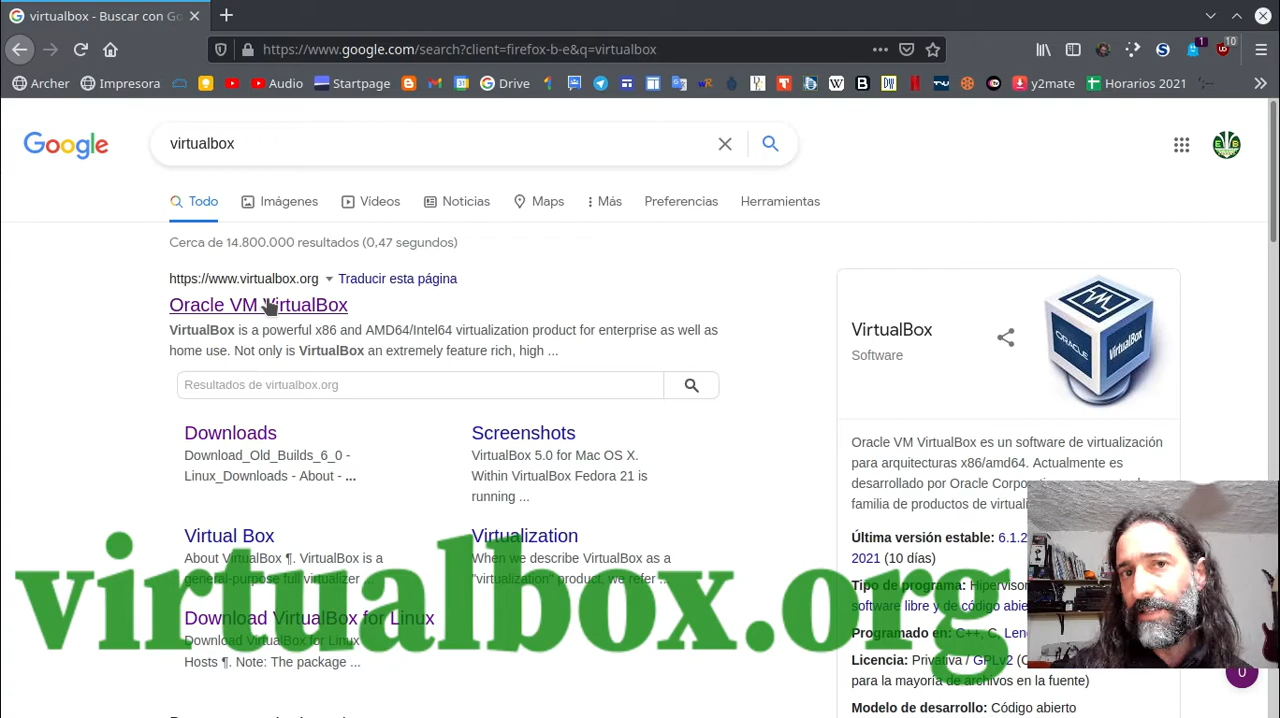 virtualbox - Buscar con Go
https://www.google.com/search?client=firefox-b-e&q=virtualbox
1
10
Archer
Impresora
Audio
Startpage
Drive
y2mate
Horarios 2021
Google
virtualbox
Todo
Imágenes
Videos
Noticias
Maps
Más
Preferencias
Herramientas
Cerca de 14.800.000 resultados (0,47 segundos)
https://www.virtualbox.org
Traducir esta página
Oracle VM VirtualBox
VirtualBox is a powerful x86 and AMD64/Intel64 virtualization product for enterprise as well as
home use. Not only is VirtualBox an extremely feature rich, high ...
Resultados de virtualbox.org
Downloads
Download_Old_Builds_6_0 -
Linux_Downloads - About - ...
Screenshots
VirtualBox 5.0 for Mac OS X.
Within VirtualBox Fedora 21 is
running ...
Virtual Box
About VirtualBox ¶. VirtualBox is a
general-purpose full virtualizer ...
Virtualization
When we describe VirtualBox as a
"virtualization" product, we refer ...
Download VirtualBox for Linux
Download VirtualBox for Linux
Hosts ¶. Note: The package ...
VirtualBox
Software
ORACLE
VirtualBox
Oracle VM VirtualBox es un software de virtualización
para arquitecturas x86/amd64. Actualmente es
desarrollado por Oracle Corpor
familia de productos de virtuali
Última versión estable: 6.1.2
2021 (10 días)
Tipo de programa: Hipervisor
software libre y de código abie
Programado en: C++, C, Len
Licencia: Privativa / GPLv2 (
para la mayoría de archivos en la fuente)
Modelo de desarrollo: Código abierto
virtualbox.org